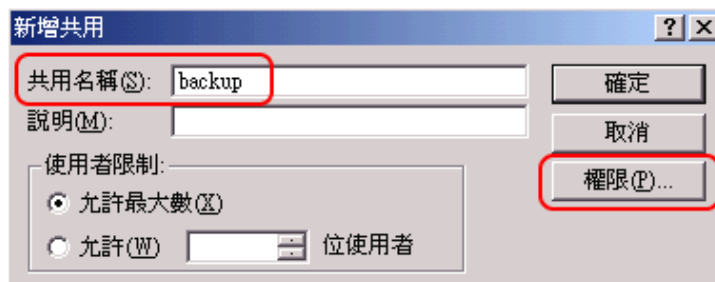 新增共用
共用名稱(S): backup
確定
說明(M):
取消
使用者限制:
權限(P)...
允許最大數(X)
允許(W) 位使用者